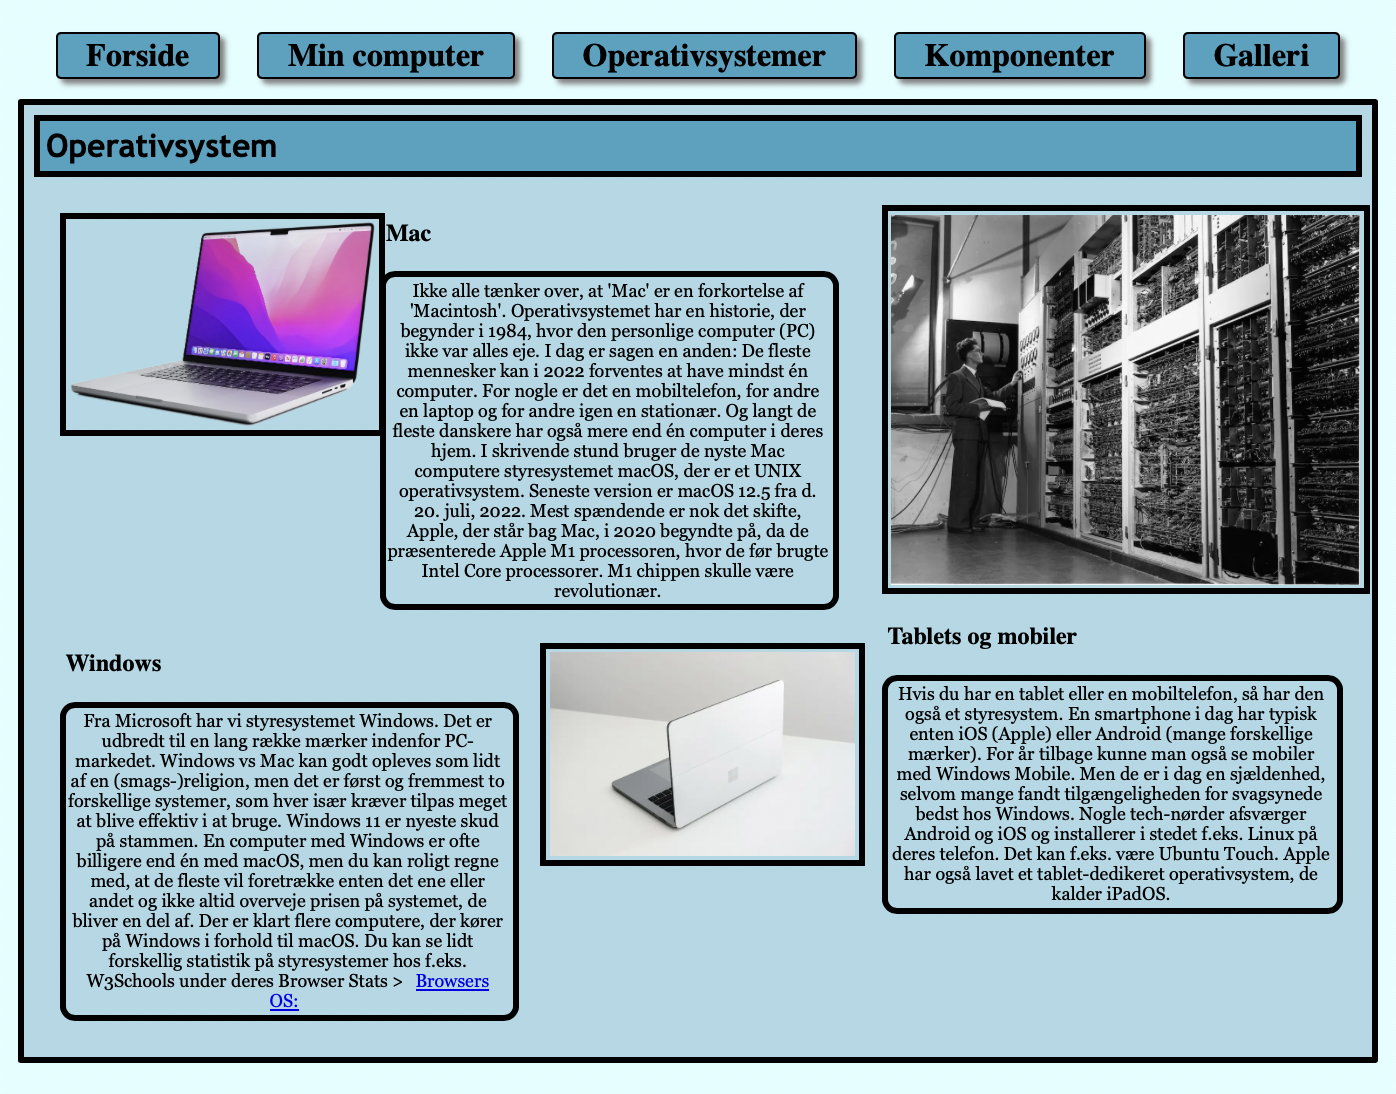 Forside
Min computer
Operativsystemer
Komponenter
Galleri
Operativsystem
Mac
Ikke alle tænker over, at 'Mac' er en forkortelse af
'Macintosh'. Operativsystemet har en historie, der
begynder i 1984, hvor den personlige computer (PC)
ikke var alles eje. I dag er sagen en anden: De fleste
mennesker kan i 2022 forventes at have mindst én
computer. For nogle er det en mobiltelefon, for andre
en laptop og for andre igen en stationær. Og langt de
fleste danskere har også mere end én computer i deres
hjem. I skrivende stund bruger de nyste Mac
computere styresystemet macOS, der er et UNIX
operativsystem. Seneste version er macOS 12.5 fra d.
20. juli, 2022. Mest spændende er nok det skifte,
Apple, der står bag Mac, i 2020 begyndte på, da de
præsenterede Apple M1 processoren, hvor de før brugte
Intel Core processorer. M1 chippen skulle være
revolutionær.
Windows
Fra Microsoft har vi styresystemet Windows. Det er
udbredt til en lang række mærker indenfor PC-
markedet. Windows vs Mac kan godt opleves som lidt
af en (smags-)religion, men det er først og fremmest to
forskellige systemer, som hver især kræver tilpas meget
at blive effektiv i at bruge. Windows 11 er nyeste skud
på stammen. En computer med Windows er ofte
billigere end én med macOS, men du kan roligt regne
med, at de fleste vil foretrække enten det ene eller
andet og ikke altid overveje prisen på systemet, de
bliver en del af. Der er klart flere computere, der kører
på Windows i forhold til macOS. Du kan se lidt
forskellig statistik på styresystemer hos f.eks.
W3Schools under deres Browser Stats > Browsers
OS:
Tablets og mobiler
Hvis du har en tablet eller en mobiltelefon, så har den
også et styresystem. En smartphone i dag har typisk
enten iOS (Apple) eller Android (mange forskellige
mærker). For år tilbage kunne man også se mobiler
med Windows Mobile. Men de er i dag en sjældenhed,
selvom mange fandt tilgængeligheden for svagsynede
bedst hos Windows. Nogle tech-nørder afsværger
Android og iOS og installerer i stedet f.eks. Linux på
deres telefon. Det kan f.eks. være Ubuntu Touch. Apple
har også lavet et tablet-dedikeret operativsystem, de
kalder iPadOS.